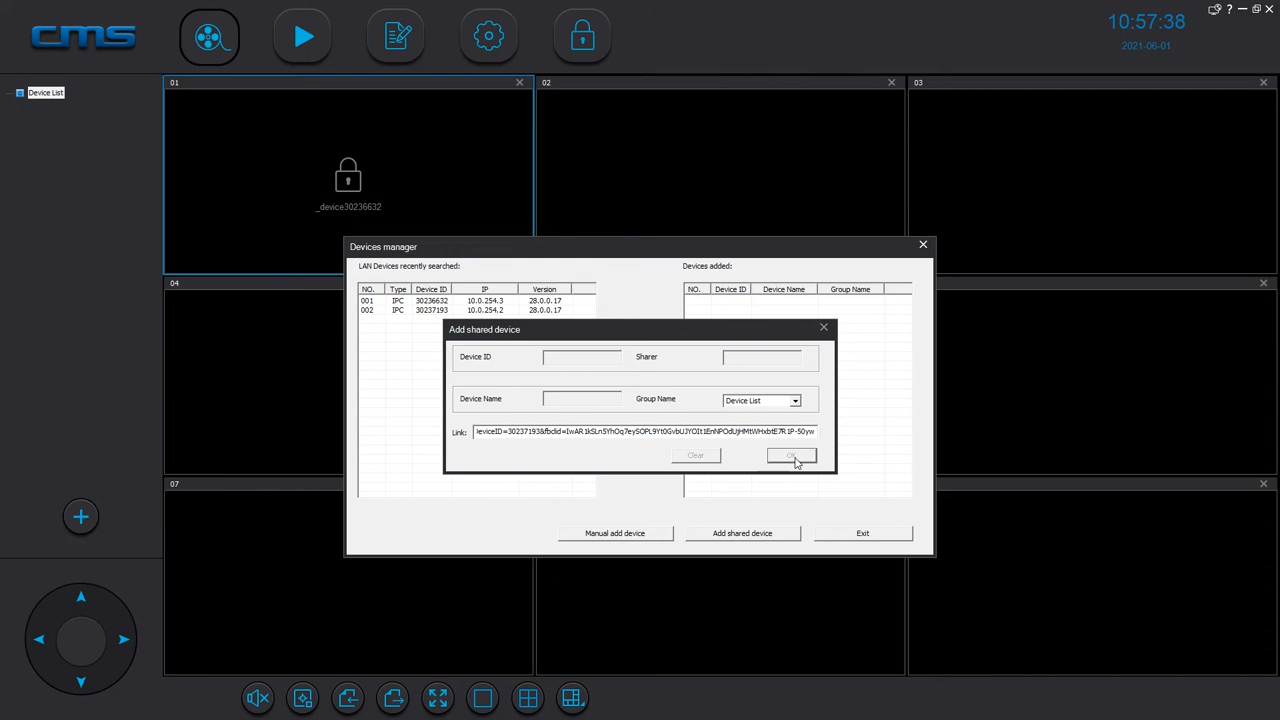 cms
?
10:57:38
2021-06-01
Device List
01
02
03
_device30236632
Devices manager
LAN Devices recently searched:
Devices added:
NO. Type Device ID IP Version
001 IPC 30236632 10.0.254.3 28.0.0.17
002 IPC 30237193 10.0.254.2 28.0.0.17
NO. Device ID Device Name Group Name
04
Add shared device
Device ID
Sharer
Device Name
Group Name
Device List
Link:
Clear
07
Manual add device
Add shared device
Exit